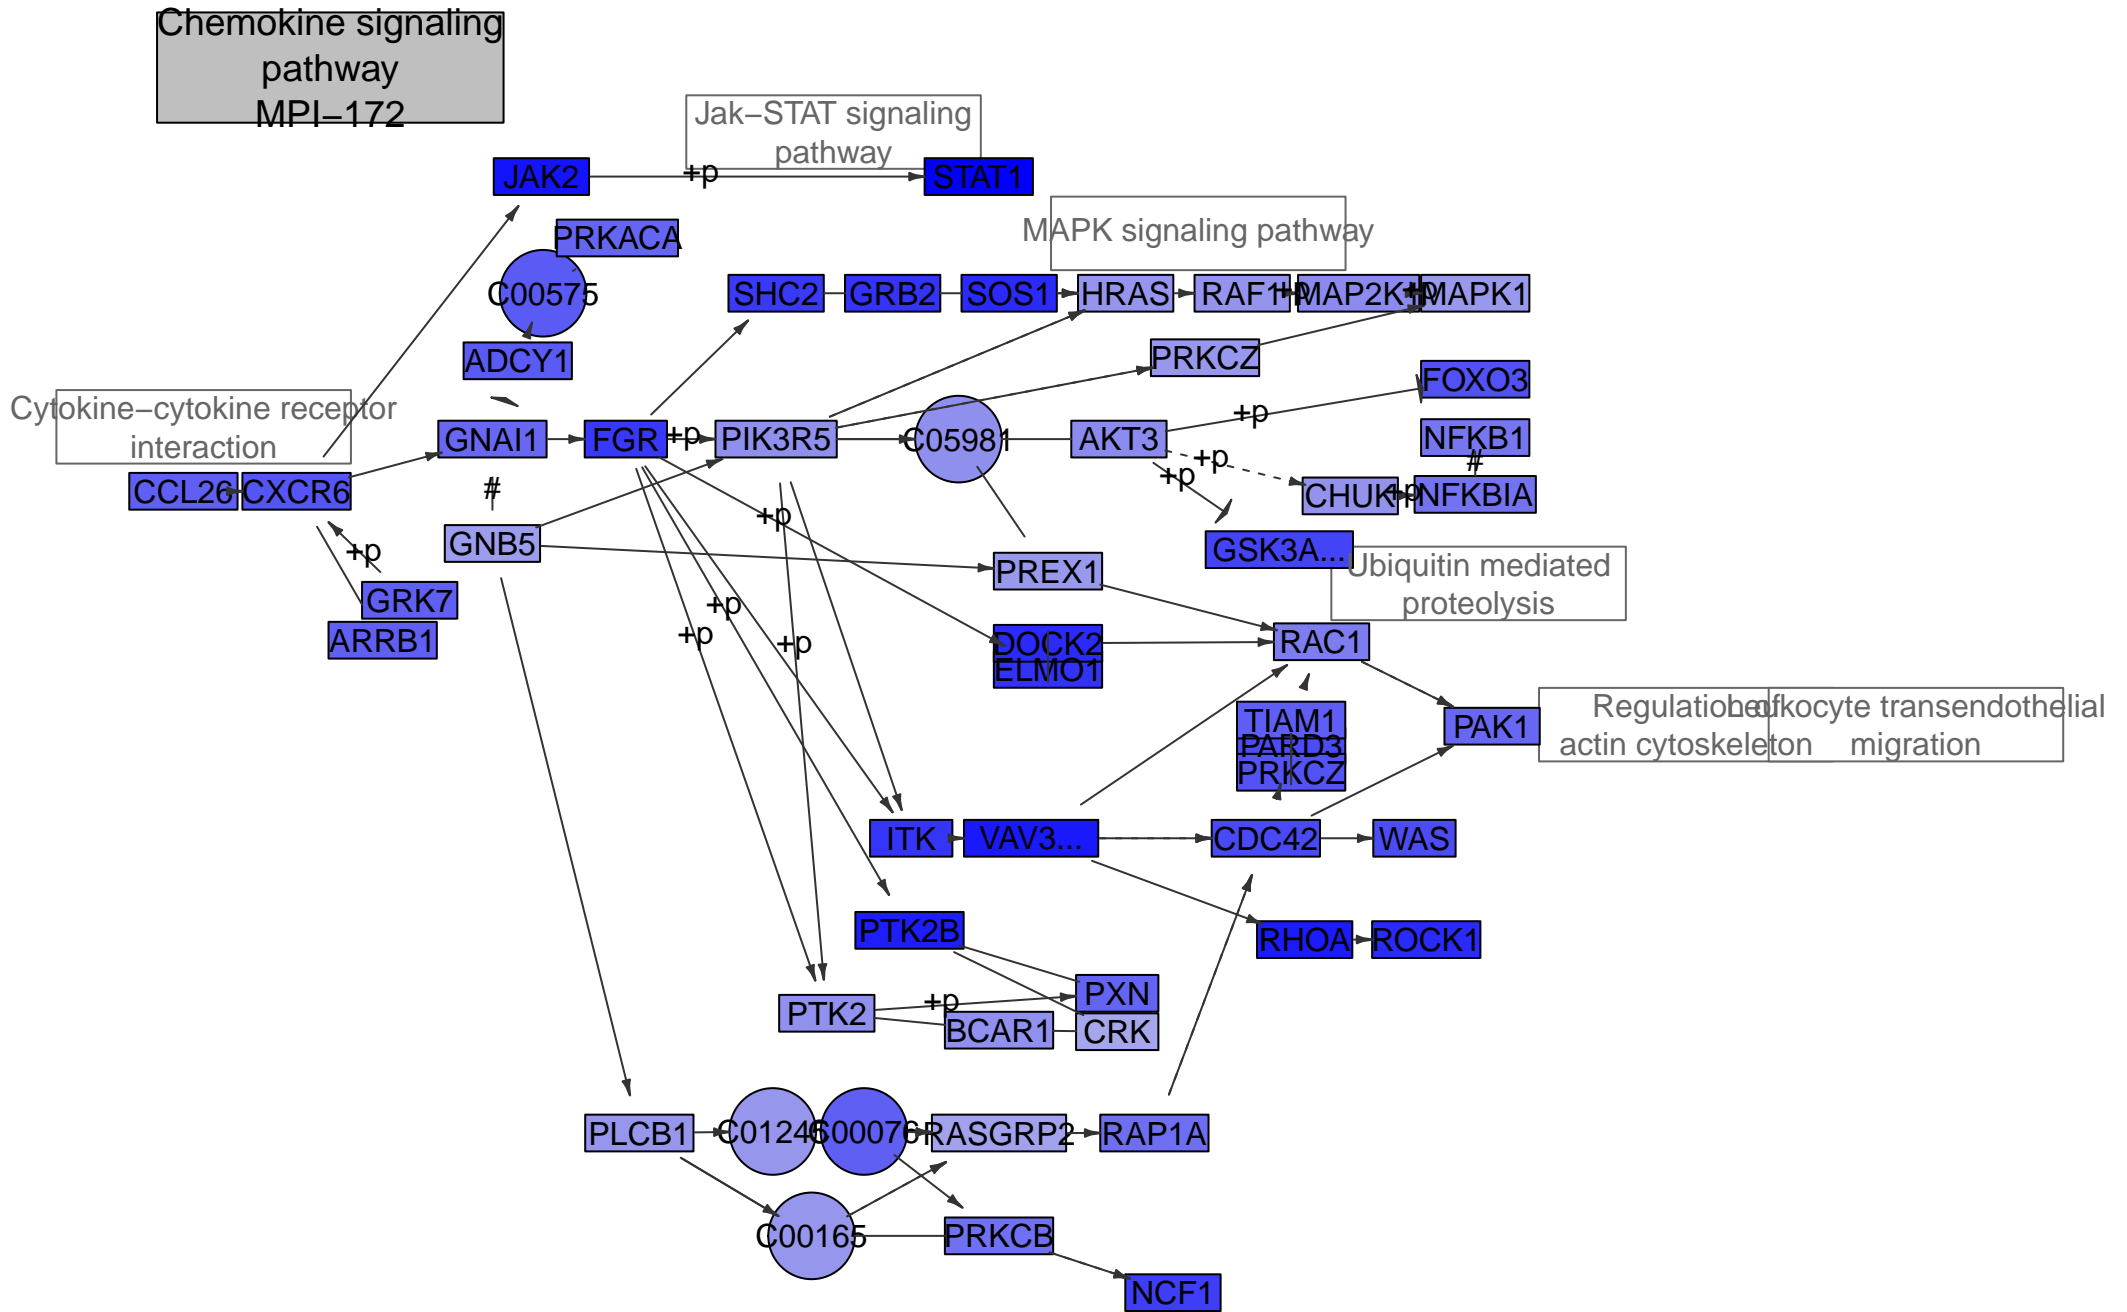 Chemokine signaling
pathway
MPI−172
Jak−STAT signaling
pathway
JAK2
+p
STAT1
PRKACA
MAPK signaling pathway
C00575
SHC2
GRB2
SOS1
HRAS
RAF1
+p
MAP2K1
+p
MAPK1
ADCY1
PRKCZ
FOXO3
Cytokine−cytokine receptor
interaction
+p
GNAI1
FGR
+p
PIK3R5
C05981
AKT3
NFKB1
+p
#
CCL26
CXCR6
#
+p
CHUK
+p
NFKBIA
+p
GNB5
+p
GSK3A...
PREX1
Ubiquitin mediated
proteolysis
GRK7
+p
ARRB1
+p
+p
DOCK2
RAC1
ELMO1
TIAM1
PARD3
PRKCZ
PAK1
Regulation of
actin cytoskeleton
Leukocyte transendothelial
migration
ITK
VAV3...
CDC42
WAS
PTK2B
RHOA
ROCK1
PXN
+p
PTK2
BCAR1
CRK
PLCB1
C01245
C00076
RASGRP2
RAP1A
C00165
PRKCB
NCF1